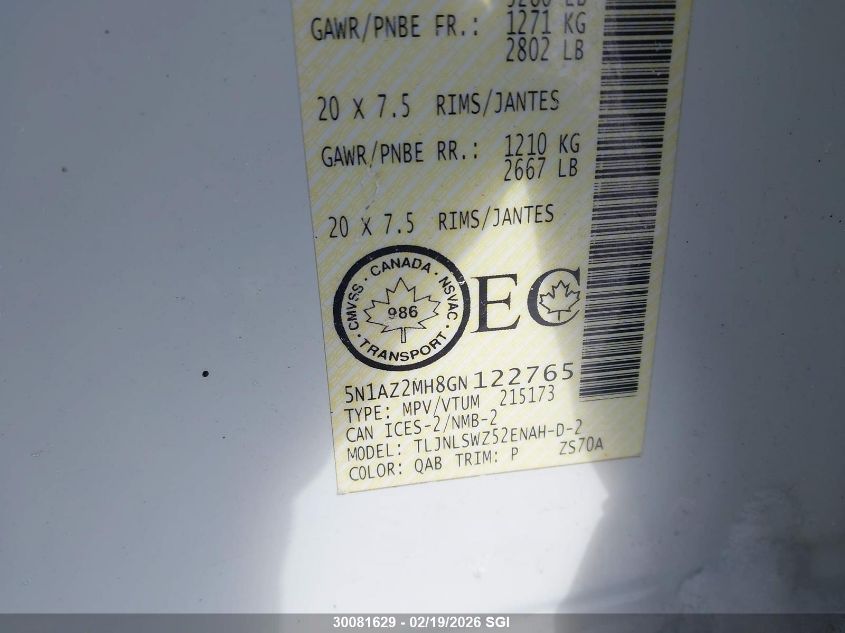 GAWR/PNBE FR.: 1271 KG
2802 LB
20 X 7.5 RIMS/JANTES
GAWR/PNBE RR.: 1210 KG
2667 LB
20 X 7.5 RIMS/JANTES
CANADA · NSVAC · TRANSPORT · CMVSS ·
986
EC
5N1AZ2MH8GN122765
TYPE: MPV/VTUM 215173
CAN ICES-2/NMB-2
MODEL: TLJNLSWZ52ENAH-D-2
COLOR: QAB TRIM: P ZS70A
30081629 - 02/19/2026 SGI